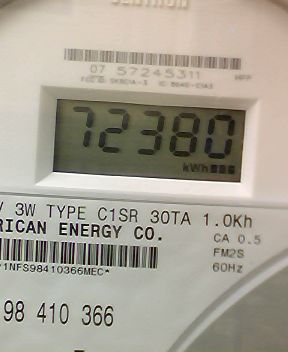 07 57245311
72380
kWh
3W TYPE C1SR 30TA 1.0Kh
RICAN ENERGY CO.
CA 0.5
FM2S
1NFS98410366MEC*
60Hz
98 410 366